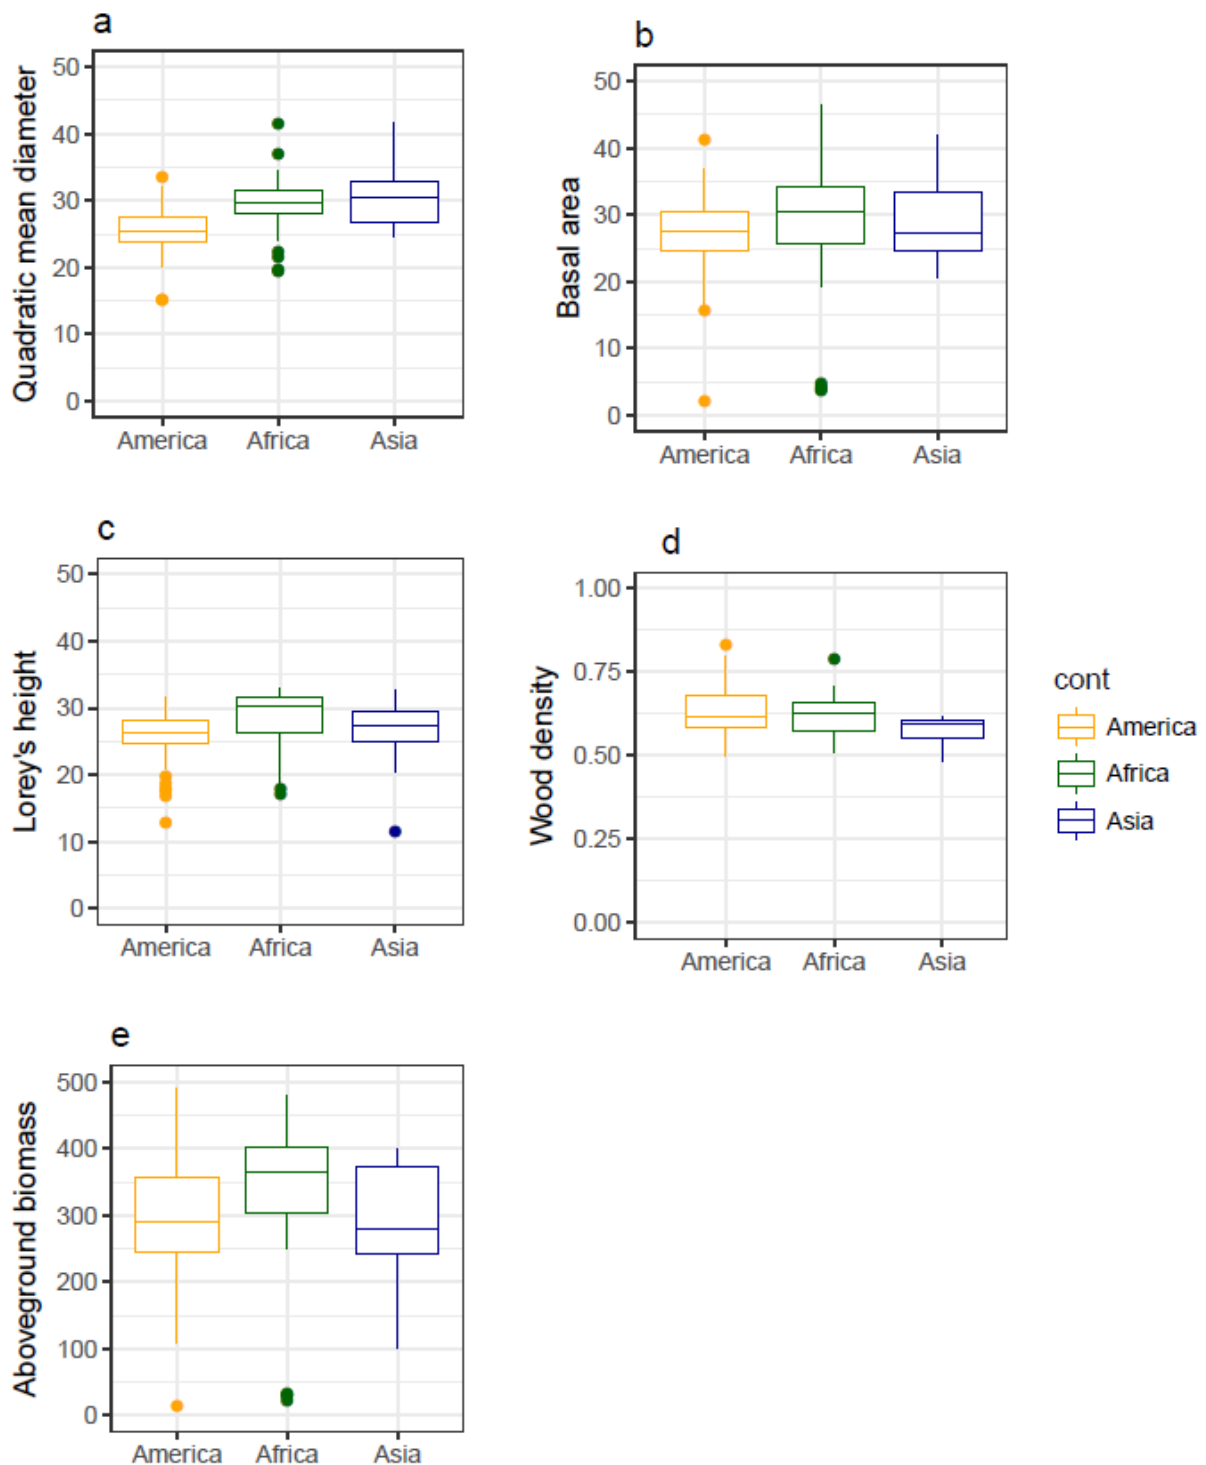 a
Quadratic mean diameter
50
40
30
20
10
0
America Africa Asia
b
Basal area
50
40
30
20
10
0
America Africa Asia
c
Lorey's height
50
40
30
20
10
0
America Africa Asia
d
Wood density
1.00
0.75
0.50
0.25
0.00
America Africa Asia
cont
America
Africa
Asia
e
Aboveground biomass
500
400
300
200
100
0
America Africa Asia